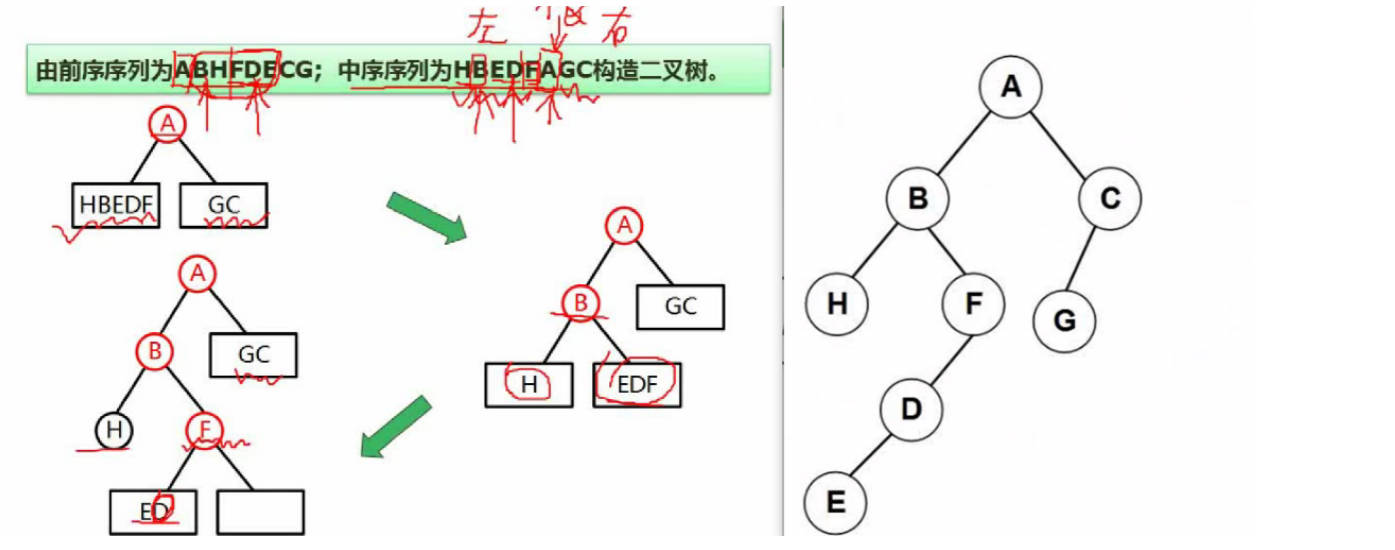 左 根 右
由前序序列为ABHFDECG；中序序列为HBEDFAGC构造二叉树。
A
HBEDF GC
A
B GC
H EDF
A
B GC
H F
ED
A
B C
H F G
D
E